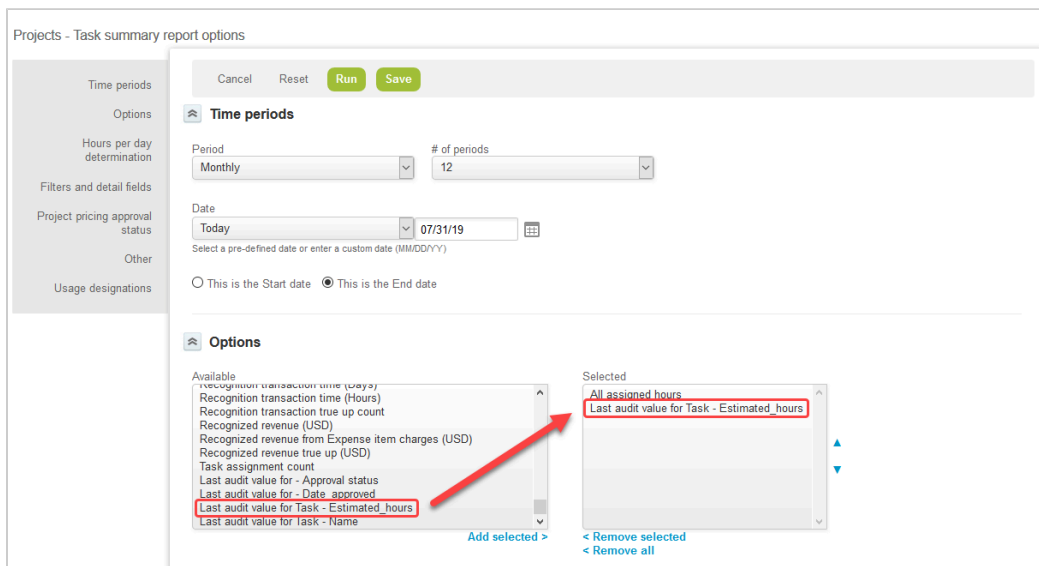 Projects - Task summary report options
Time periods
Options
Hours per day
determination
Filters and detail fields
Project pricing approval
status
Other
Usage designations
Cancel Reset Run Save
Time periods
Period # of periods
Monthly 12
Date
Today 07/31/19
Select a pre-defined date or enter a custom date (MM/DD/YY)
This is the Start date This is the End date
Options
Available
Recognition transaction time (Days)
Recognition transaction time (Hours)
Recognition transaction true up count
Recognized revenue (USD)
Recognized revenue from Expense item charges (USD)
Recognized revenue true up (USD)
Task assignment count
Last audit value for - Approval status
Last audit value for - Date_approved
Last audit value for Task - Estimated_hours
Last audit value for Task - Name
Add selected >
Selected
All assigned hours
Last audit value for Task - Estimated_hours
< Remove selected
< Remove all